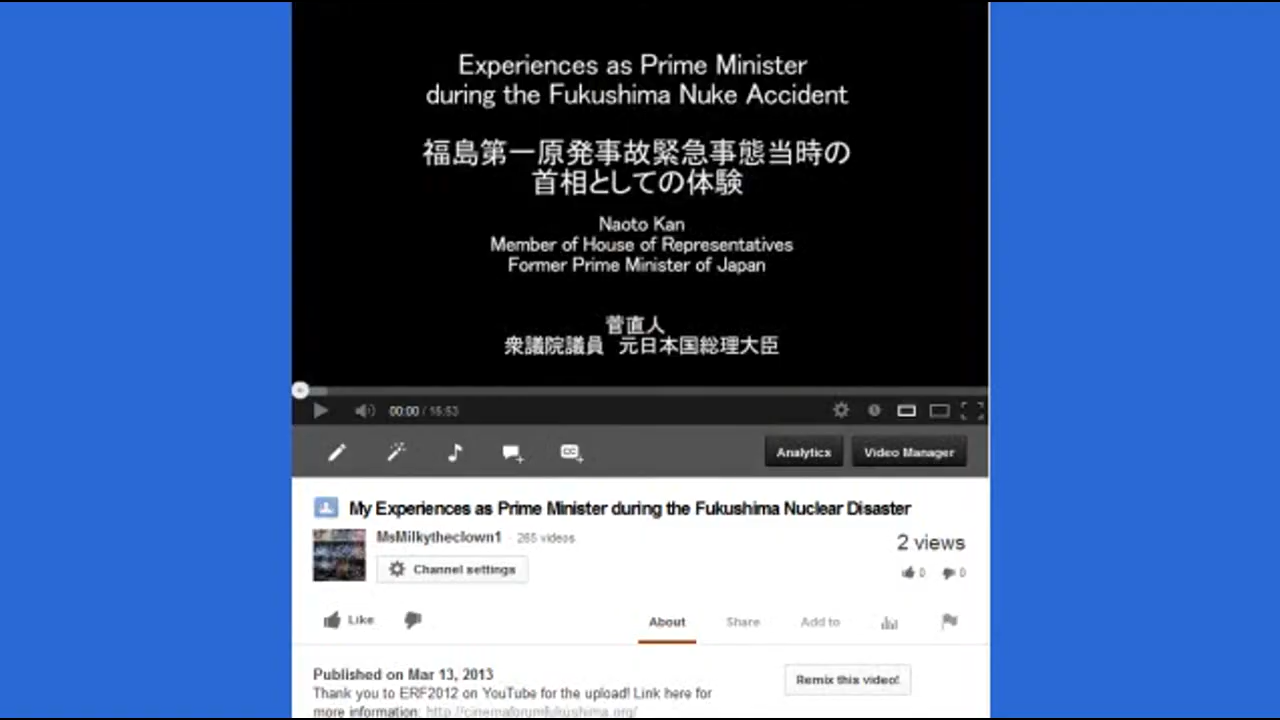 Experiences as Prime Minister
during the Fukushima Nuke Accident
福島第一原発事故緊急事態当時の
首相としての体験
Naoto Kan
Member of House of Representatives
Former Prime Minister of Japan
菅直人
衆議院議員 元日本国総理大臣
00:00 / 15:53
Analytics Video Manager
My Experiences as Prime Minister during the Fukushima Nuclear Disaster
MsMilkytheclown1 · 265 videos
2 views
Channel settings
0 0
Like About Share Add to
Published on Mar 13, 2013
Remix this video!
Thank you to ERF2012 on YouTube for the upload! Link here for
more information: http://cinemaforumfukushima.org/